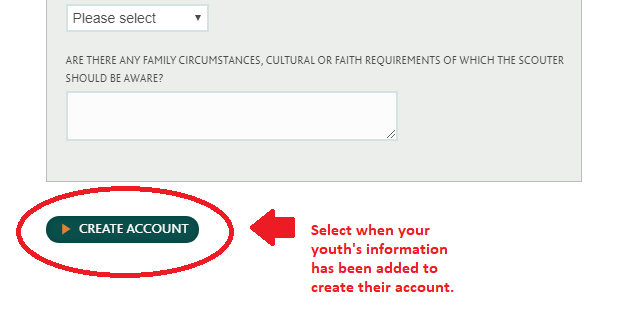 Please select
ARE THERE ANY FAMILY CIRCUMSTANCES, CULTURAL OR FAITH REQUIREMENTS OF WHICH THE SCOUTER
SHOULD BE AWARE?
CREATE ACCOUNT
Select when your
youth's information
has been added to
create their account.